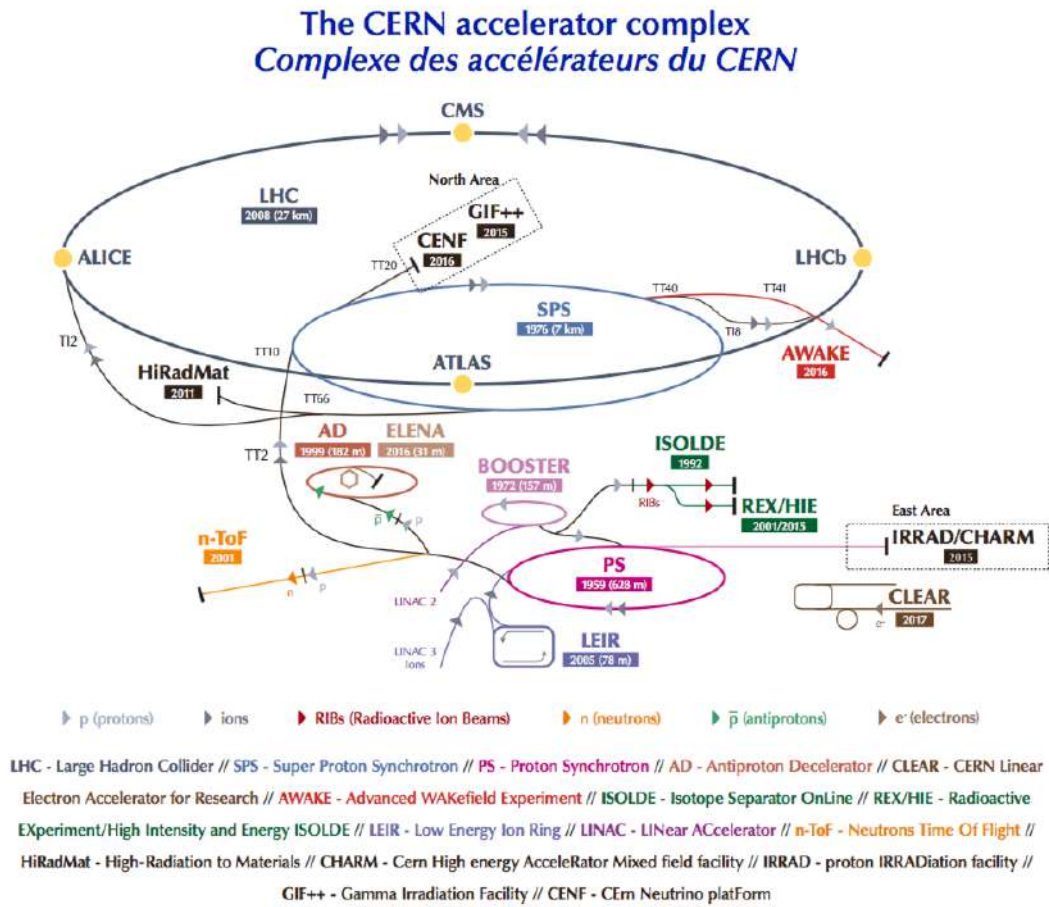 The CERN accelerator complex
Complexe des accélérateurs du CERN
CMS
North Area
LHC
2008 (27 km)
GIF++
2015
CENF
2016
ALICE
LHCb
TT20
TT40
TT41
SPS
1976 (7 km)
TI8
TI2
TT10
ATLAS
AWAKE
2016
HiRadMat
2011
TT66
AD
1999 (182 m)
ELENA
2016 (31 m)
TT2
ISOLDE
1992
BOOSTER
1972 (157 m)
RIBs
REX/HIE
2001/2015
East Area
p
p
n-ToF
2001
IRRAD/CHARM
2015
PS
1959 (628 m)
n
p
LINAC 2
CLEAR
2017
e-
LEIR
2005 (78 m)
LINAC 3
Ions
p (protons)
ions
RIBs (Radioactive Ion Beams)
n (neutrons)
p̅ (antiprotons)
e- (electrons)
LHC - Large Hadron Collider // SPS - Super Proton Synchrotron // PS - Proton Synchrotron // AD - Antiproton Decelerator // CLEAR - CERN Linear
Electron Accelerator for Research // AWAKE - Advanced WAKefield Experiment // ISOLDE - Isotope Separator OnLine // REX/HIE - Radioactive
EXperiment/High Intensity and Energy ISOLDE // LEIR - Low Energy Ion Ring // LINAC - LINear ACcelerator // n-ToF - Neutrons Time Of Flight //
HiRadMat - High-Radiation to Materials // CHARM - Cern High energy AcceleRator Mixed field facility // IRRAD - proton IRRADiation facility //
GIF++ - Gamma Irradiation Facility // CENF - CErn Neutrino platForm